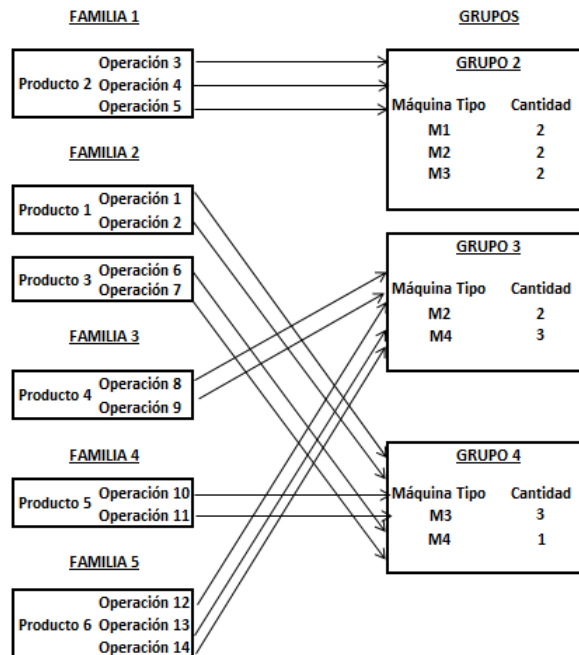 FAMILIA 1
Operación 3
Producto 2 Operación 4
Operación 5
FAMILIA 2
Producto 1 Operación 1
Operación 2
Producto 3 Operación 6
Operación 7
FAMILIA 3
Producto 4 Operación 8
Operación 9
FAMILIA 4
Producto 5 Operación 10
Operación 11
FAMILIA 5
Operación 12
Producto 6 Operación 13
Operación 14
GRUPOS
GRUPO 2
Máquina Tipo Cantidad
M1 2
M2 2
M3 2
GRUPO 3
Máquina Tipo Cantidad
M2 2
M4 3
GRUPO 4
Máquina Tipo Cantidad
M3 3
M4 1